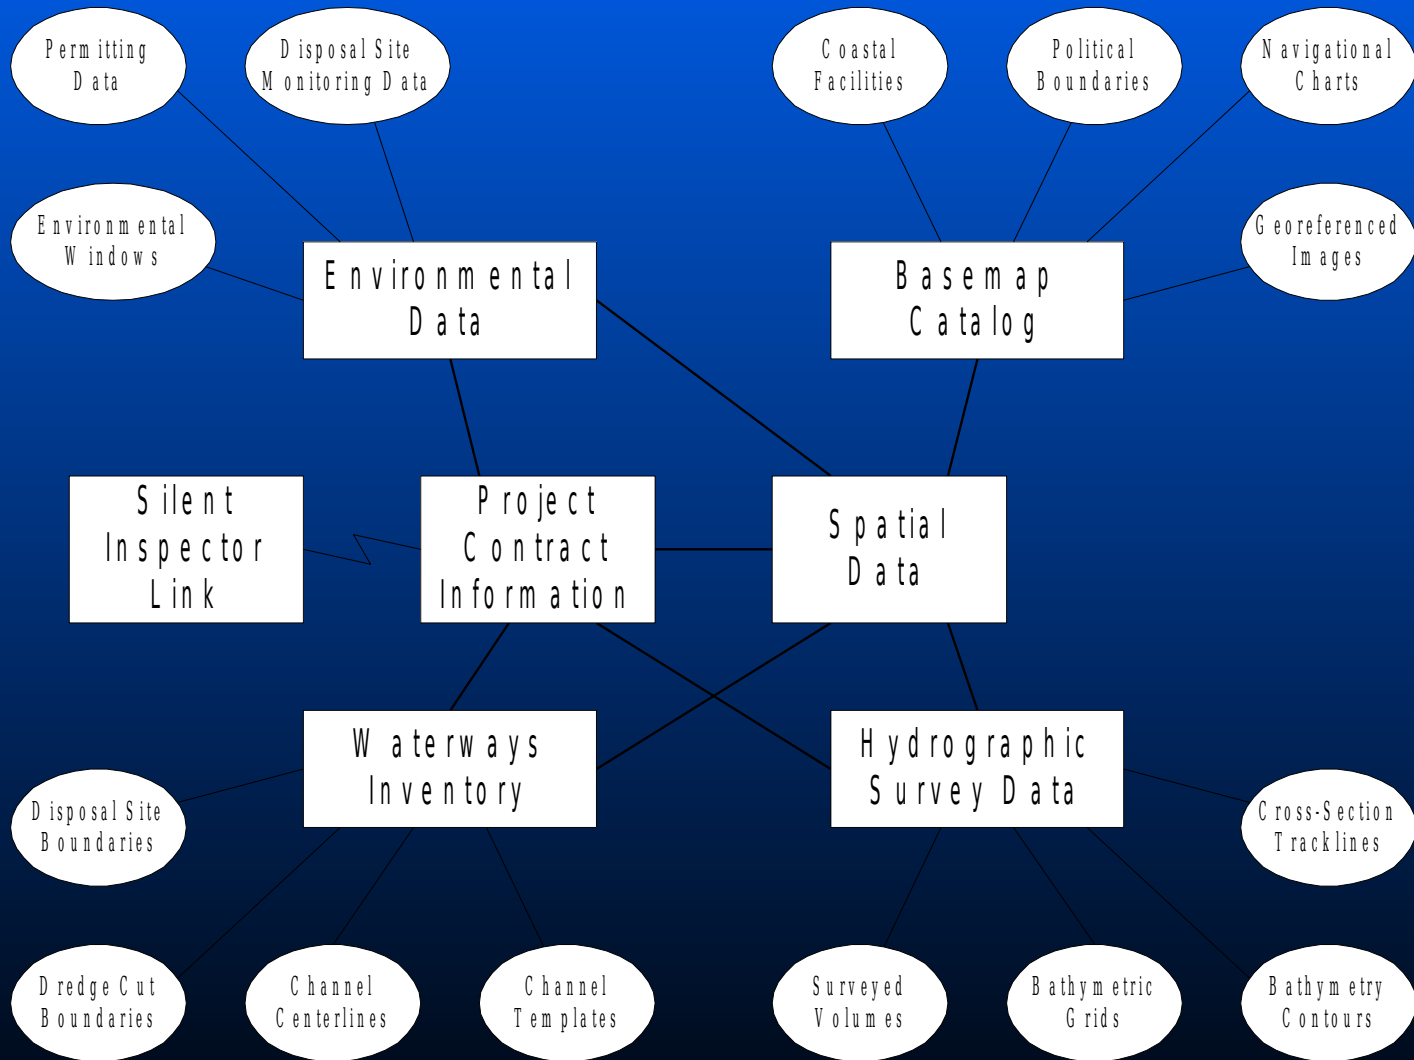 Permitting
Data
Disposal Site
Monitoring Data
Coastal
Facilities
Political
Boundaries
Navigational
Charts
Environmental
Windows
Georeferenced
Images
Environmental
Data
Basemap
Catalog
Silent
Inspector
Link
Project
Contract
Information
Spatial
Data
Waterways
Inventory
Hydrographic
Survey Data
Disposal Site
Boundaries
Cross-Section
Tracklines
Dredge Cut
Boundaries
Channel
Centerlines
Channel
Templates
Surveyed
Volumes
Bathymetric
Grids
Bathymetry
Contours